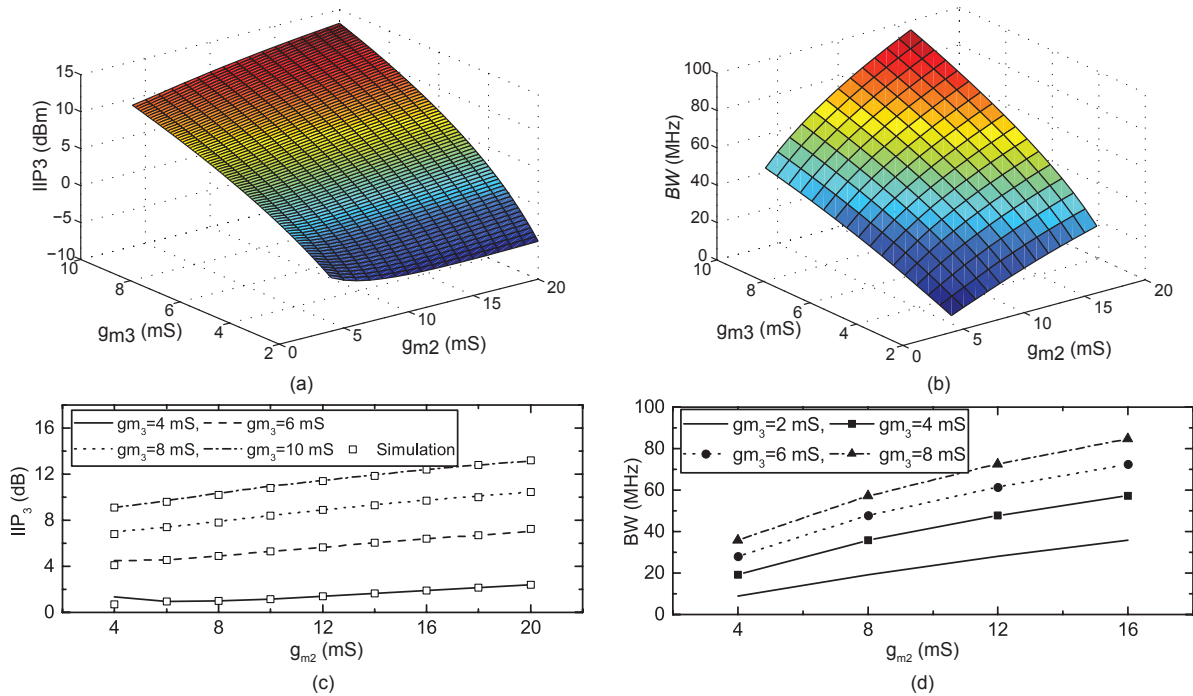 15
10
5
0
−5
−10
IIP3 (dBm)
10
8
6
4
2
gm3 (mS)
0
5
10
15
20
gm2 (mS)
(a)
100
80
60
40
20
0
BW (MHz)
10
8
6
4
2
gm3 (mS)
0
5
10
15
20
gm2 (mS)
(b)
gm3=4 mS, gm3=6 mS
gm3=8 mS, gm3=10 mS Simulation
16
12
8
4
0
IIP3 (dB)
4 8 12 16 20
gm2 (mS)
(c)
gm3=2 mS, gm3=4 mS
gm3=6 mS, gm3=8 mS
100
80
60
40
20
0
BW (MHz)
4 8 12 16
gm2 (mS)
(d)